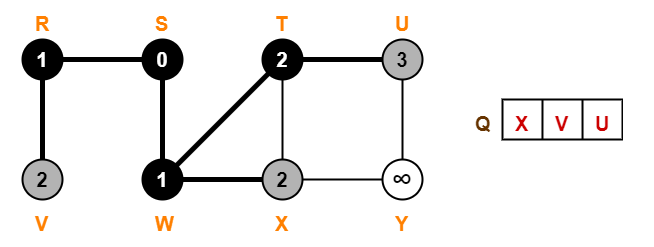 R S T U
1 0 2 3
Q X V U
2 1 2 ∞
V W X Y